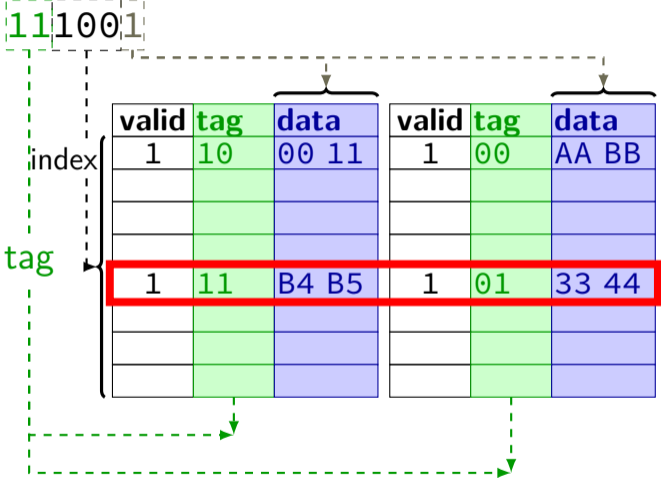 111001
valid tag data valid tag data
index
1 10 00 11 1 00 AA BB
tag
1 11 B4 B5 1 01 33 44